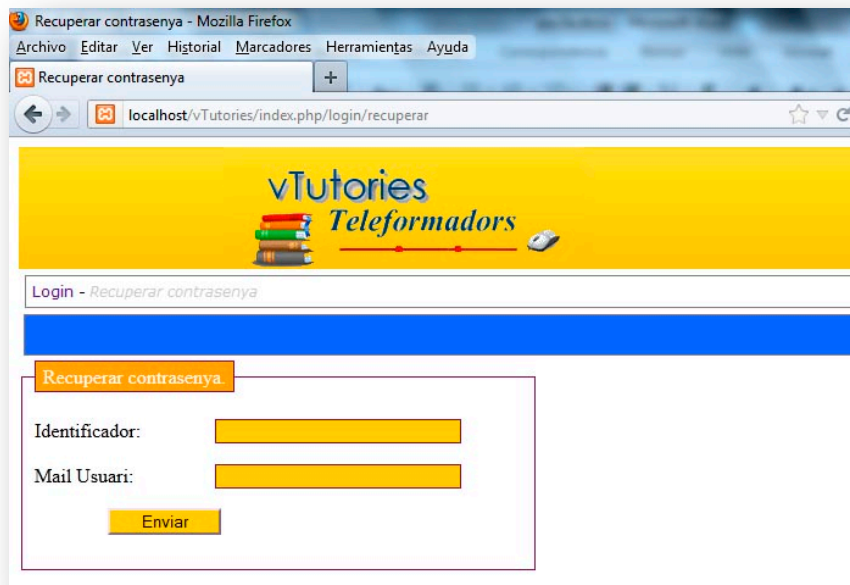 Recuperar contrasenya - Mozilla Firefox
Archivo Editar Ver Historial Marcadores Herramientas Ayuda
Recuperar contrasenya +
localhost/vTutories/index.php/login/recuperar
vTutories
Teleformadors
Login - Recuperar contrasenya
Recuperar contrasenya.
Identificador:
Mail Usuari:
Enviar